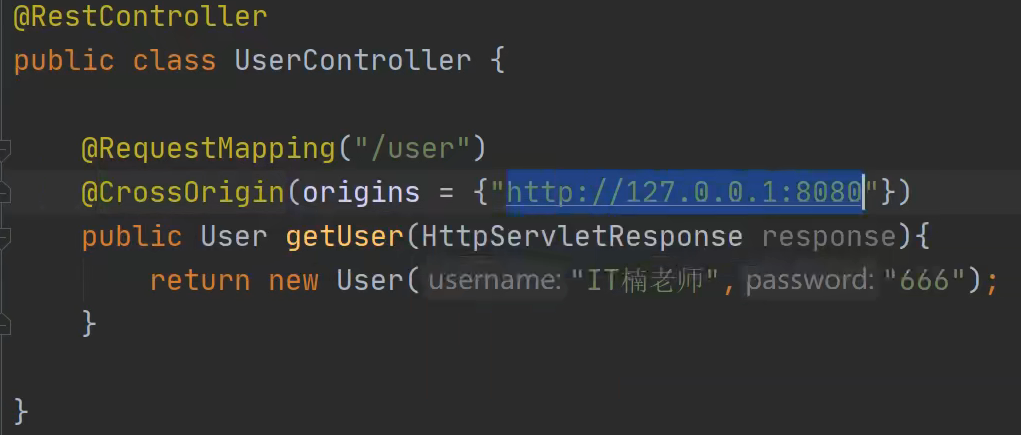 @RestController
public class UserController {
@RequestMapping("/user")
@CrossOrigin(origins = {"http://127.0.0.1:8080"})
public User getUser(HttpServletResponse response){
return new User( username: "IT楠老师", password: "666");
}
}